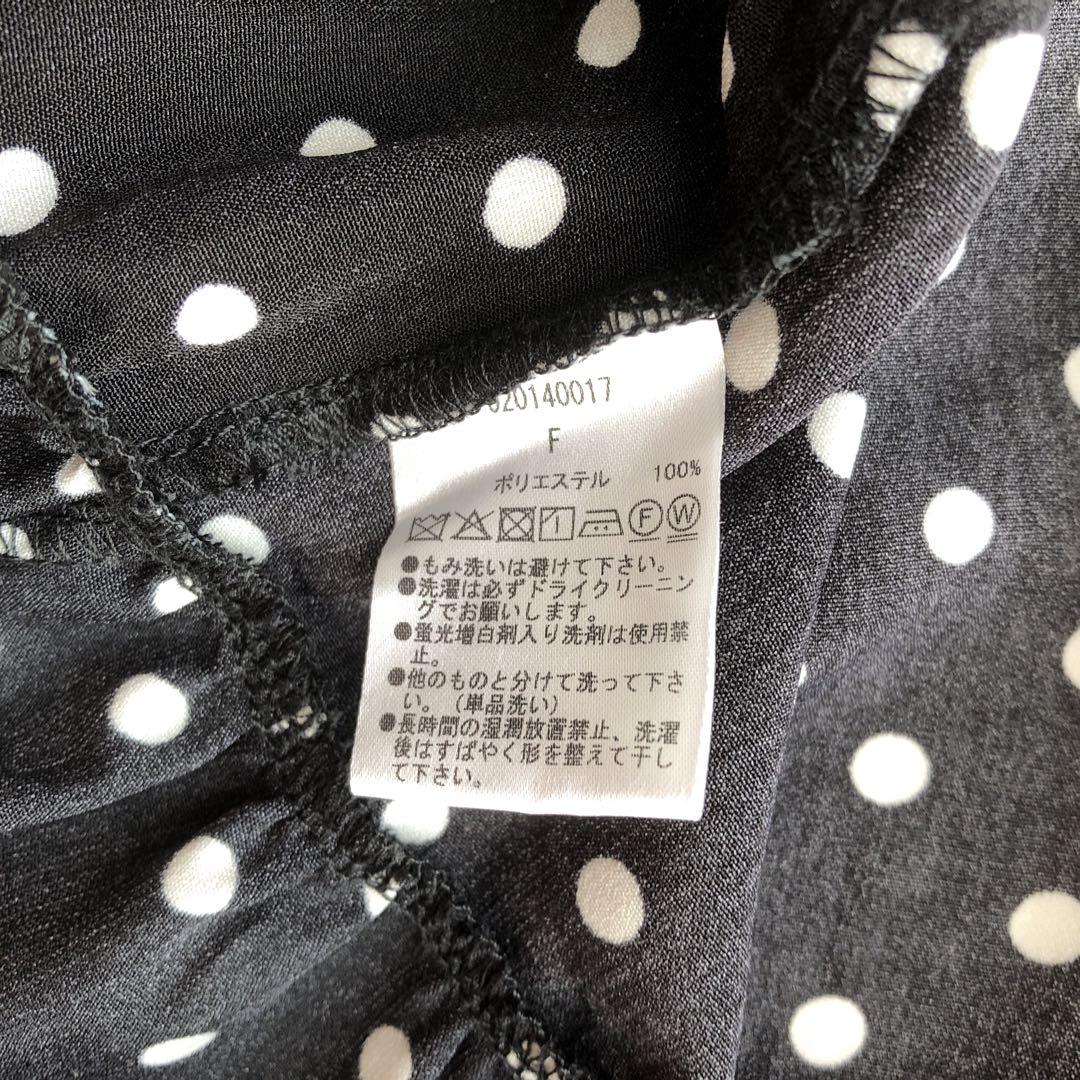 020140017
F
ポリエステル 100%
F W
●もみ洗いは避けて下さい。
●洗濯は必ずドライクリーニン
グでお願いします。
●蛍光増白剤入り洗剤は使用禁
止。
●他のものと分けて洗って下さ
い。（単品洗い）
●長時間の湿潤放置禁止、洗濯
後はすばやく形を整えて干し
て下さい。